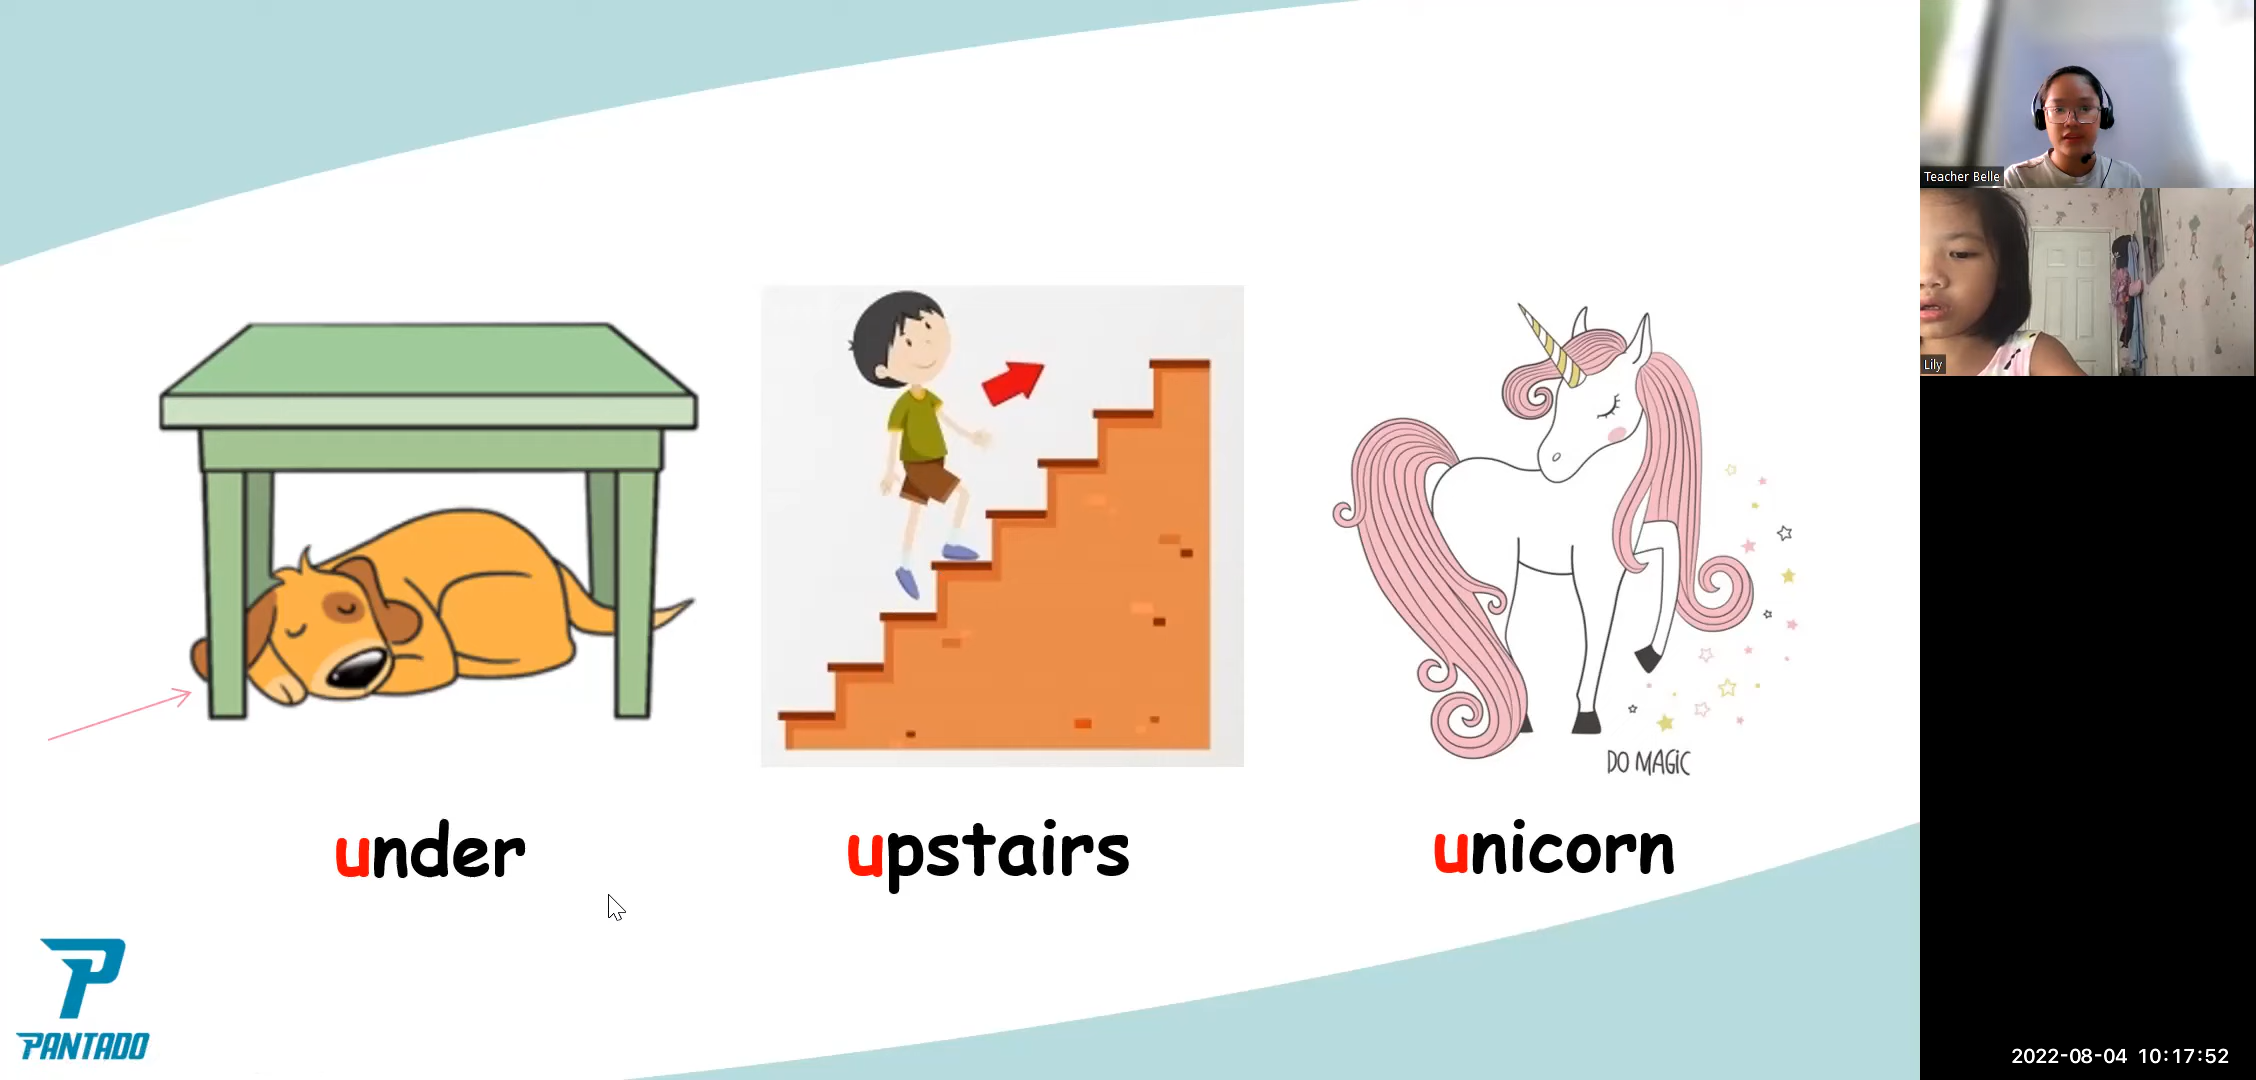 Teacher Belle
Lily
DO MAGIC
under
upstairs
unicorn
PANTADO
2022-08-04 10:17:52